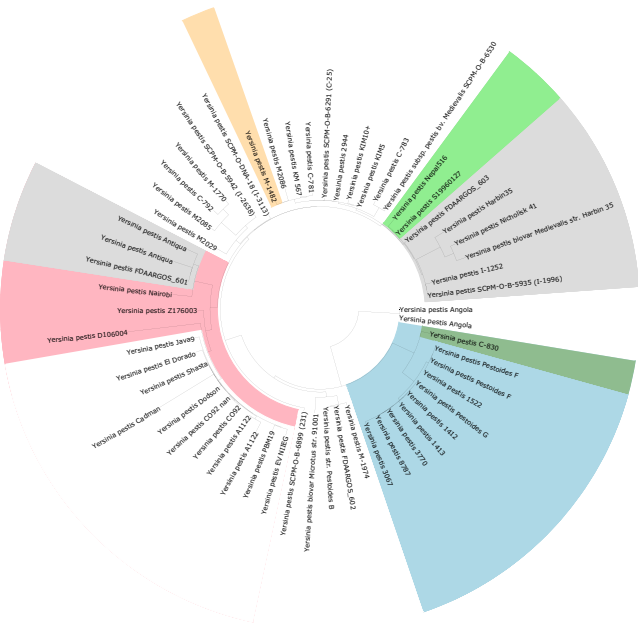 Yersinia pestis subsp. pestis bv. Medievalis SCPM-O-B-6530
Yersinia pestis Nepal516
Yersinia pestis S19960127
Yersinia pestis FDAARGOS_603
Yersinia pestis Harbin35
Yersinia pestis Nicholisk 41
Yersinia pestis biovar Medievalis str. Harbin 35
Yersinia pestis I-1252
Yersinia pestis SCPM-O-B-5935 (I-1996)
Yersinia pestis Angola
Yersinia pestis Angola
Yersinia pestis C-830
Yersinia pestis Pestoides F
Yersinia pestis Pestoides F
Yersinia pestis 1522
Yersinia pestis Pestoides G
Yersinia pestis 1412
Yersinia pestis 1413
Yersinia pestis 3770
Yersinia pestis 8787
Yersinia pestis 3067
Yersinia pestis M-1974
Yersinia pestis FDAARGOS_602
Yersinia pestis str. Pestoides B
Yersinia pestis biovar Microtus str. 91001
Yersinia pestis SCPM-O-B-6899 (231)
Yersinia pestis EV NIIEG
Yersinia pestis PBM19
Yersinia pestis A1122
Yersinia pestis A1122
Yersinia pestis CO92
Yersinia pestis CO92 nan
Yersinia pestis Dodson
Yersinia pestis Cadman
Yersinia pestis Shasta
Yersinia pestis El Dorado
Yersinia pestis Java9
Yersinia pestis D106004
Yersinia pestis Z176003
Yersinia pestis Nairobi
Yersinia pestis FDAARGOS_601
Yersinia pestis Antiqua
Yersinia pestis Antiqua
Yersinia pestis M2029
Yersinia pestis M2085
Yersinia pestis C-792
Yersinia pestis M-1770
Yersinia pestis SCPM-O-B-5942 (I-2638)
Yersinia pestis SCPM-O-DNA-18 (I-3113)
Yersinia pestis M-1482
Yersinia pestis M2086
Yersinia pestis KM 567
Yersinia pestis C-781
Yersinia pestis SCPM-O-B-6291 (C-25)
Yersinia pestis 2944
Yersinia pestis KIM10+
Yersinia pestis KIM5
Yersinia pestis C-783